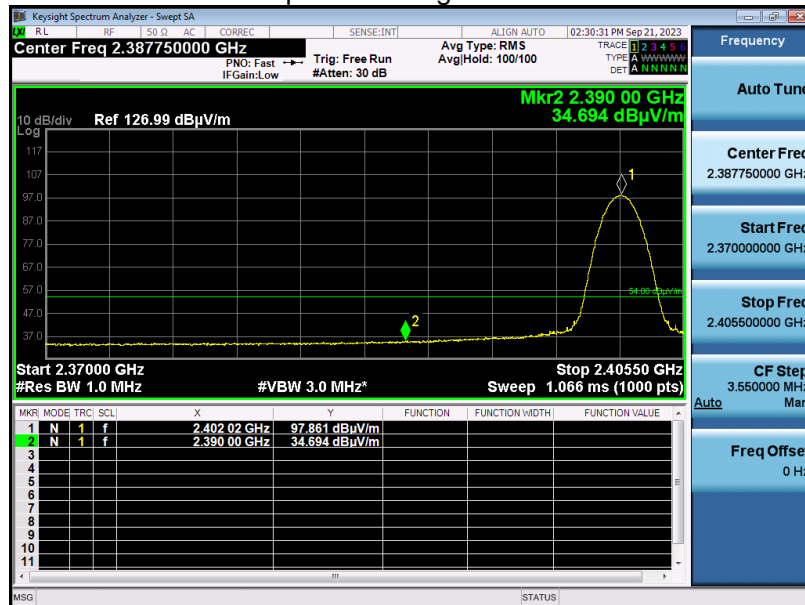 Keysight Spectrum Analyzer - Swept SA
LXI RL RF 50 Ω AC CORREC SENSE:INT ALIGN AUTO 02:30:31 PM Sep 21, 2023
Center Freq 2.387750000 GHz
PNO: Fast
IFGain:Low
Trig: Free Run
#Atten: 30 dB
Avg Type: RMS
Avg|Hold: 100/100
TRACE 1 2 3 4 5 6
TYPE A WWWWW
DET A N N N N N
Mkr2 2.390 00 GHz
34.694 dBµV/m
10 dB/div Ref 126.99 dBµV/m
Log
117
107
97.0
87.0
77.0
67.0
57.0
47.0
37.0
1
54.00 dBµV/m
2
Start 2.37000 GHz Stop 2.40550 GHz
#Res BW 1.0 MHz #VBW 3.0 MHz* Sweep 1.066 ms (1000 pts)
MKR MODE TRC SCL X Y FUNCTION FUNCTION WIDTH FUNCTION VALUE
1 N 1 f 2.402 02 GHz 97.861 dBµV/m
2 N 1 f 2.390 00 GHz 34.694 dBµV/m
3
4
5
6
7
8
9
10
11
MSG STATUS
Frequency
Auto Tune
Center Freq
2.387750000 GHz
Start Freq
2.370000000 GHz
Stop Freq
2.405500000 GHz
CF Step
3.550000 MHz
Auto Man
Freq Offset
0 Hz